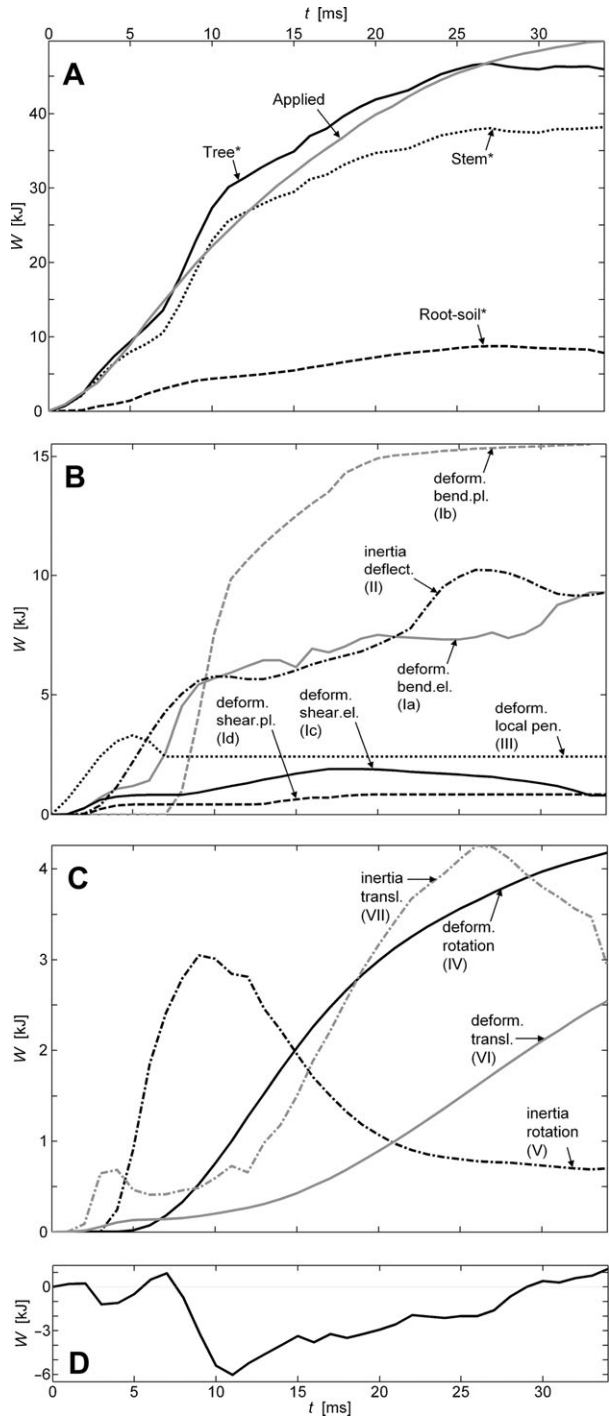 t [ms]
0 5 10 15 20 25 30
A
W [kJ]
40
30
20
10
0
Applied
Tree*
Stem*
Root-soil*
B
W [kJ]
15
10
5
0
deform.
bend.pl.
(Ib)
inertia
deflect.
(II)
deform.
bend.el.
(Ia)
deform.
shear.pl.
(Id)
deform.
shear.el.
(Ic)
deform.
local pen.
(III)
C
W [kJ]
4
3
2
1
0
inertia
transl.
(VII)
deform.
rotation
(IV)
deform.
transl.
(VI)
inertia
rotation
(V)
D
W [kJ]
0
-3
-6
0 5 10 15 20 25 30
t [ms]